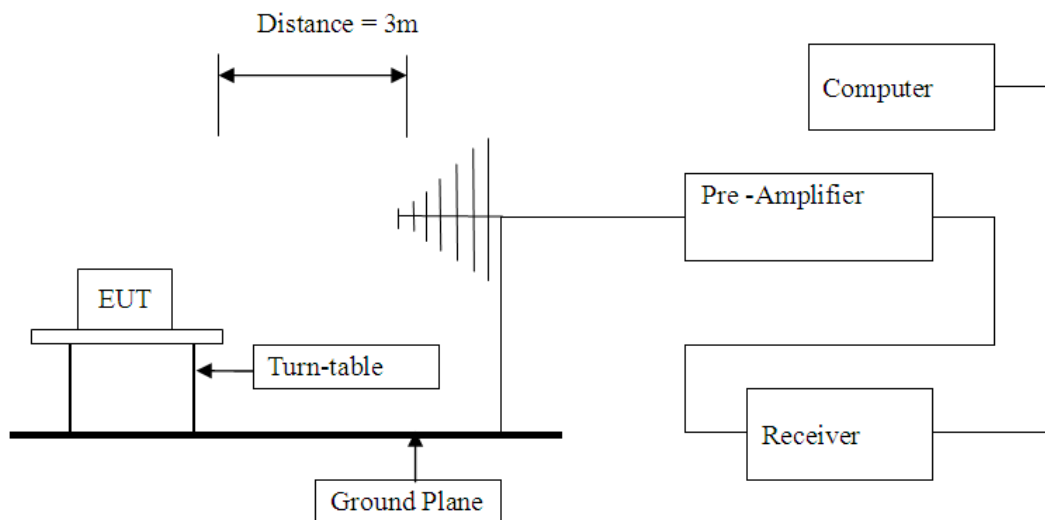 Distance = 3m
Computer
Pre -Amplifier
EUT
Turn-table
Receiver
Ground Plane